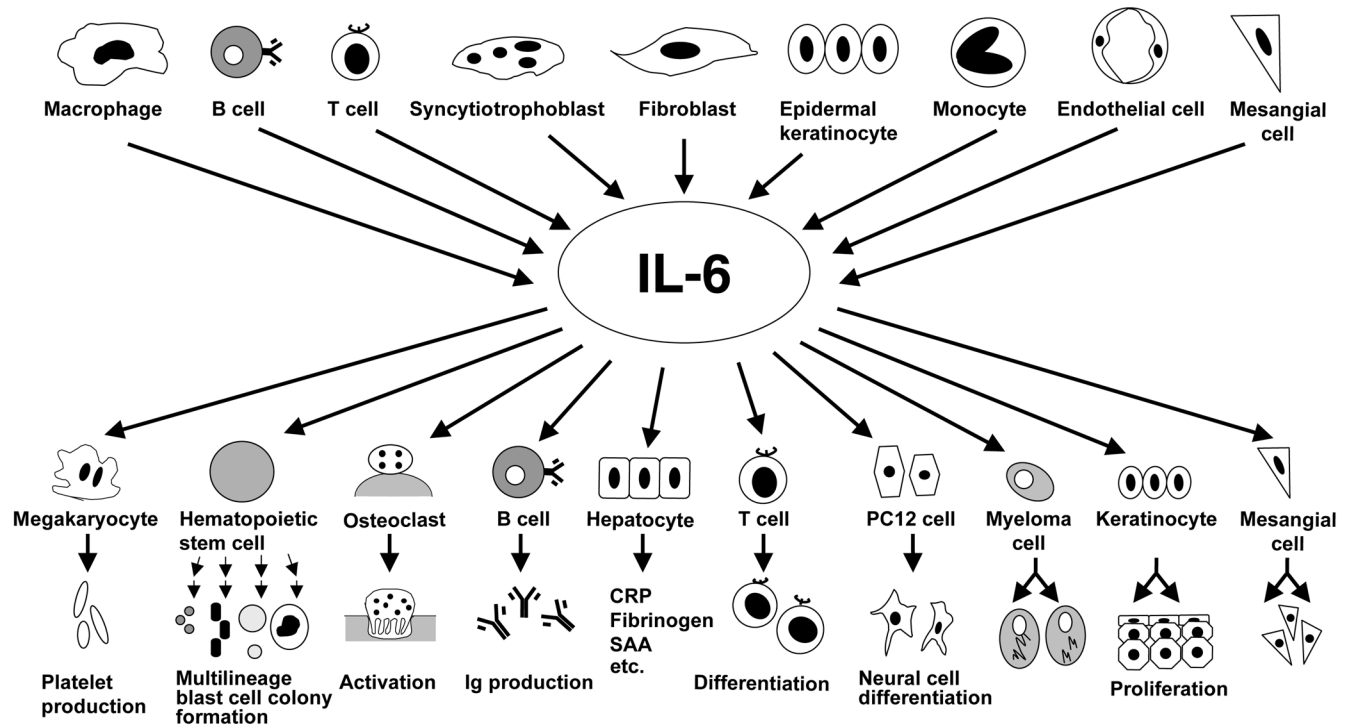 Macrophage
B cell
T cell
Syncytiotrophoblast
Fibroblast
Epidermal
keratinocyte
Monocyte
Endothelial cell
Mesangial
cell
IL-6
Megakaryocyte
Hematopoietic
stem cell
Osteoclast
B cell
Hepatocyte
T cell
PC12 cell
Myeloma
cell
Keratinocyte
Mesangial
cell
Platelet
production
Multilineage
blast cell colony
formation
Activation
Ig production
CRP
Fibrinogen
SAA
etc.
Differentiation
Neural cell
differentiation
Proliferation